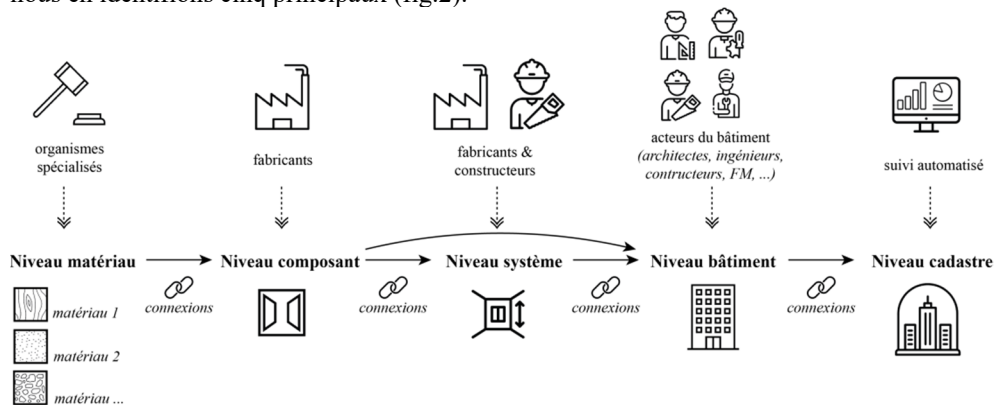 nous en identifions cinq principaux (fig.2).
organismes
spécialisés
fabricants
fabricants &
constructeurs
acteurs du bâtiment
(architectes, ingénieurs,
contructeurs, FM, ...)
suivi automatisé
Niveau matériau
Niveau composant
Niveau système
Niveau bâtiment
Niveau cadastre
connexions
connexions
connexions
connexions
matériau 1
matériau 2
matériau ...